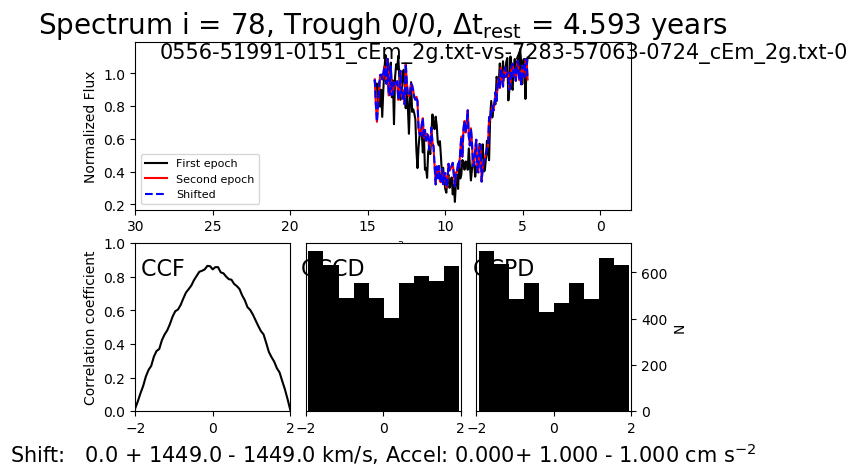 Spectrum i = 78, Trough 0/0, Δt_rest = 4.593 years
0556-51991-0151_cEm_2g.txt-vs-7283-57063-0724_cEm_2g.txt-0
Normalized Flux
1.0
0.8
0.6
0.4
0.2
First epoch
Second epoch
Shifted
30 25 20 15 10 5 0
Correlation coefficient
1.0
0.8
0.6
0.4
0.2
0.0
CCF
−2 0 2
−2 0 2
CCPD
−2 0 2
600
400
200
0
N
Shift: 0.0 + 1449.0 - 1449.0 km/s, Accel: 0.000+ 1.000 - 1.000 cm s⁻²